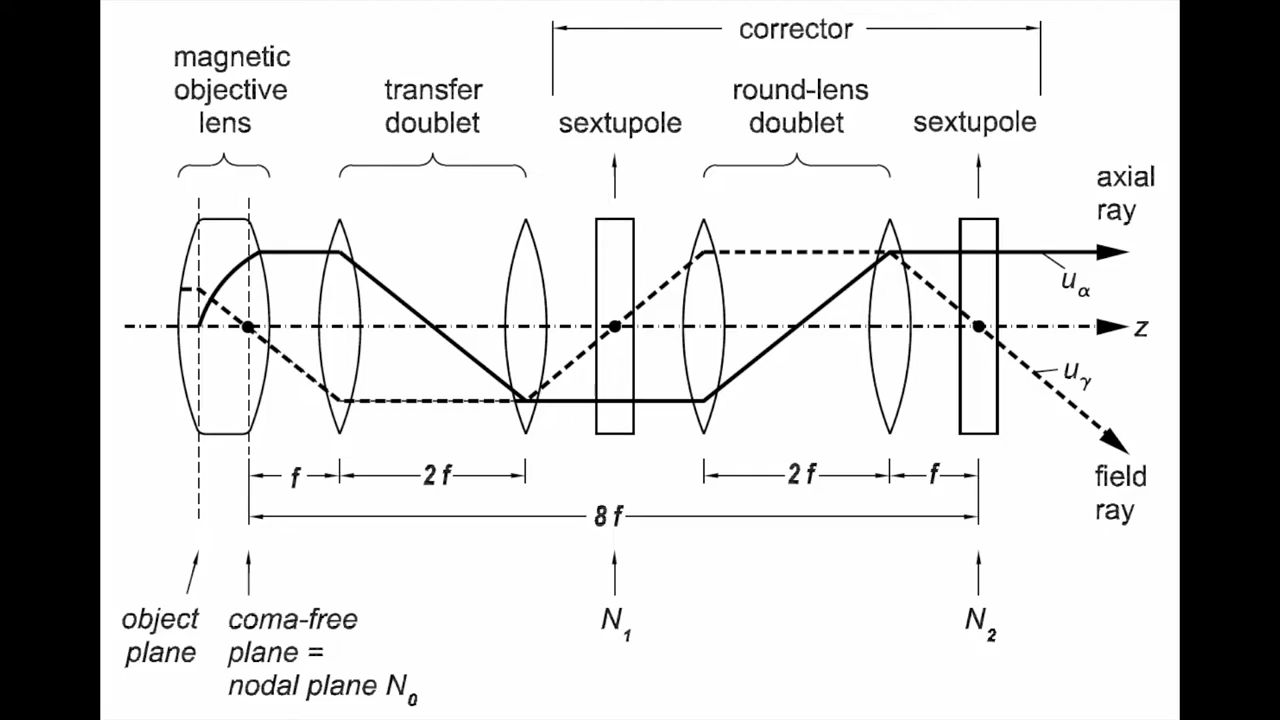 corrector
magnetic
objective
lens
transfer
doublet
sextupole
round-lens
doublet
sextupole
axial
ray
uα
z
uγ
f
2 f
2 f
f
field
ray
8 f
object
plane
coma-free
plane =
nodal plane N0
N1
N2